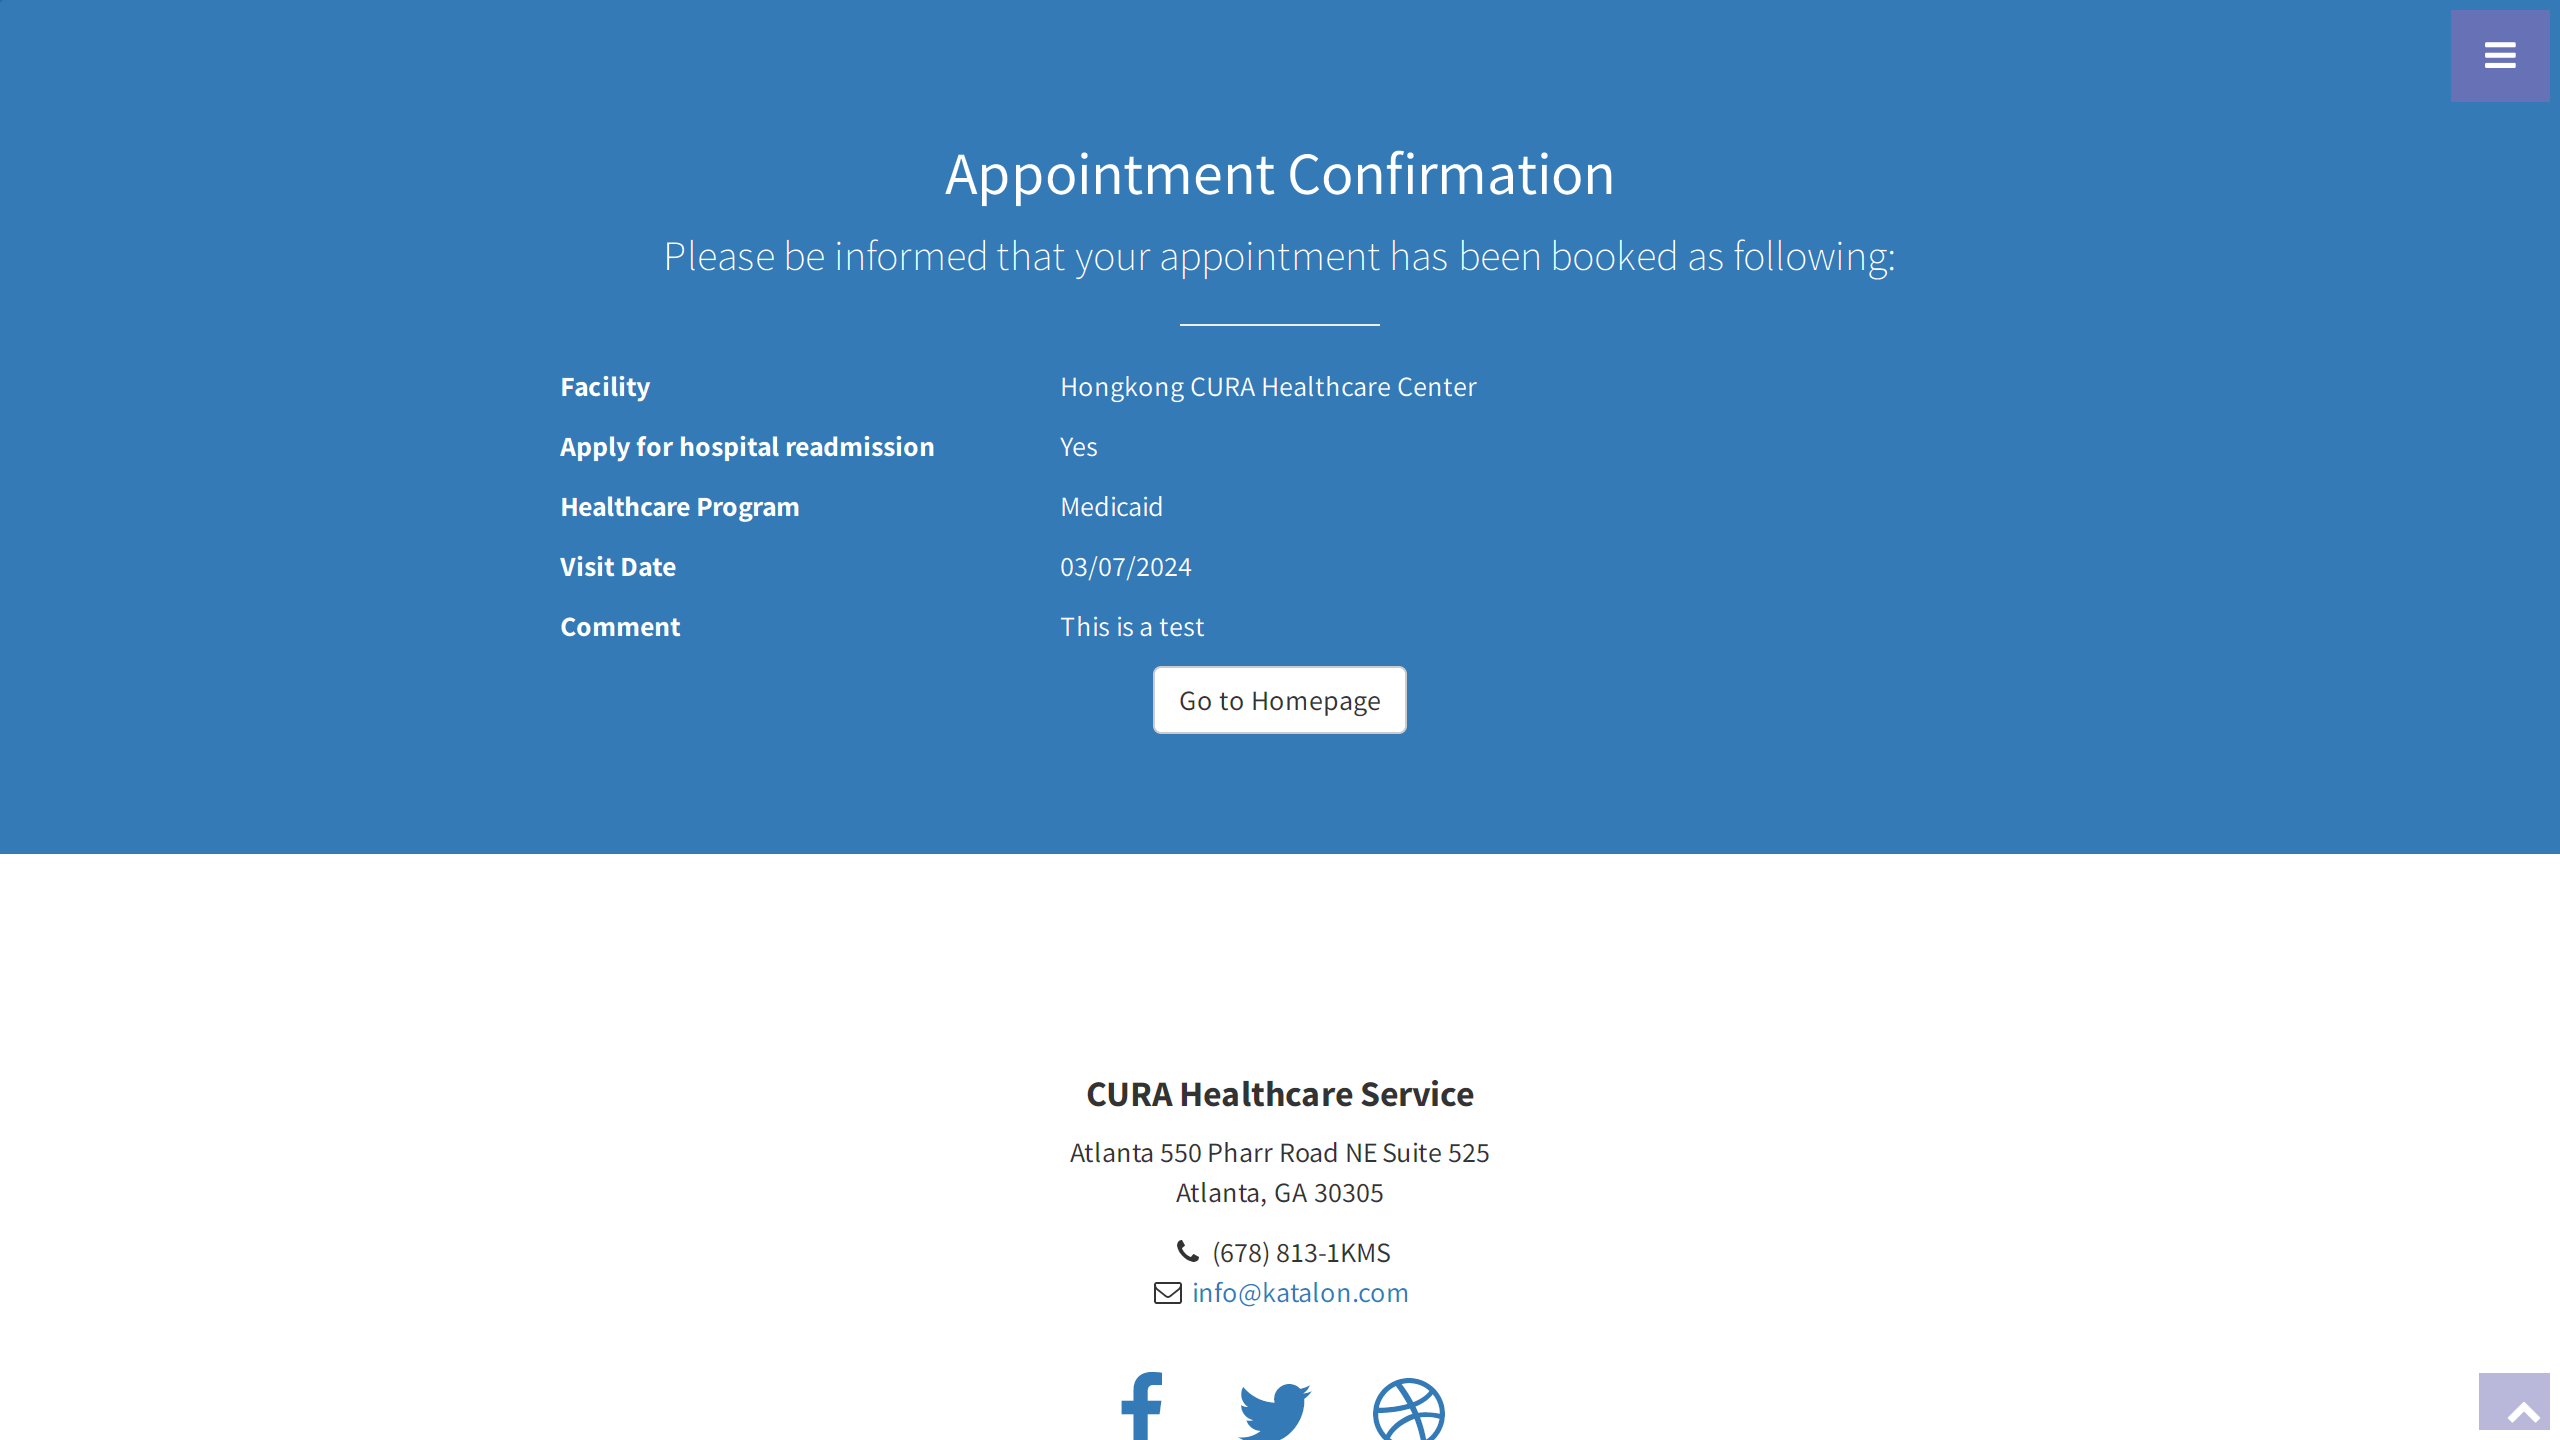 Appointment Confirmation
Please be informed that your appointment has been booked as following:
Facility Hongkong CURA Healthcare Center
Apply for hospital readmission Yes
Healthcare Program Medicaid
Visit Date 03/07/2024
Comment This is a test
Go to Homepage
CURA Healthcare Service
Atlanta 550 Pharr Road NE Suite 525
Atlanta, GA 30305
(678) 813-1KMS
info@katalon.com